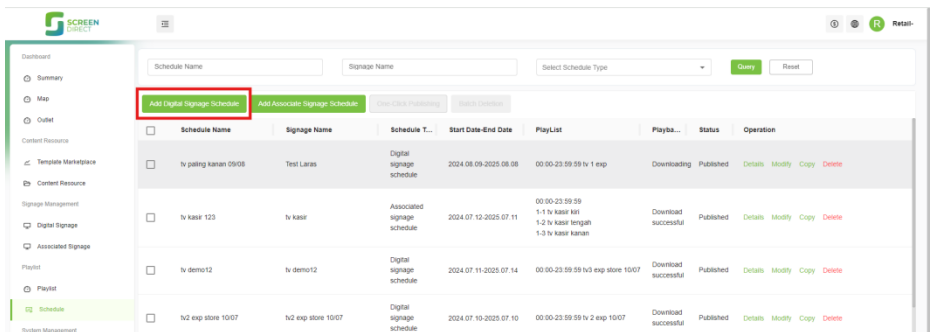 SCREEN
DIRECT
R Retail-
Dashboard
Summary
Map
Outlet
Content Resource
Template Marketplace
Content Resource
Signage Management
Digital Signage
Associated Signage
Playlist
Playlist
Schedule
System Management
Schedule Name
Signage Name
Select Schedule Type
Query
Reset
Add Digital Signage Schedule
Add Associate Signage Schedule
One-Click Publishing
Batch Deletion
Schedule Name Signage Name Schedule T... Start Date-End Date PlayList Playba... Status Operation
tv paling kanan 09/08 Test Laras Digital signage schedule 2024.08.09-2025.08.08 00:00-23:59:59 tv 1 exp Downloading Published Details Modify Copy Delete
tv kasir 123 tv kasir Associated signage schedule 2024.07.12-2025.07.11 00:00-23:59:59
1-1 tv kasir kiri
1-2 tv kasir tengah
1-3 tv kasir kanan
Download successful Published Details Modify Copy Delete
tv demo12 tv demo12 Digital signage schedule 2024.07.11-2025.07.14 00:00-23:59:59 tv3 exp store 10/07 Download successful Published Details Modify Copy Delete
tv2 exp store 10/07 tv2 exp store 10/07 Digital signage schedule 2024.07.10-2025.07.10 00:00-23:59:59 tv 2 exp 10/07 Download successful Published Details Modify Copy Delete